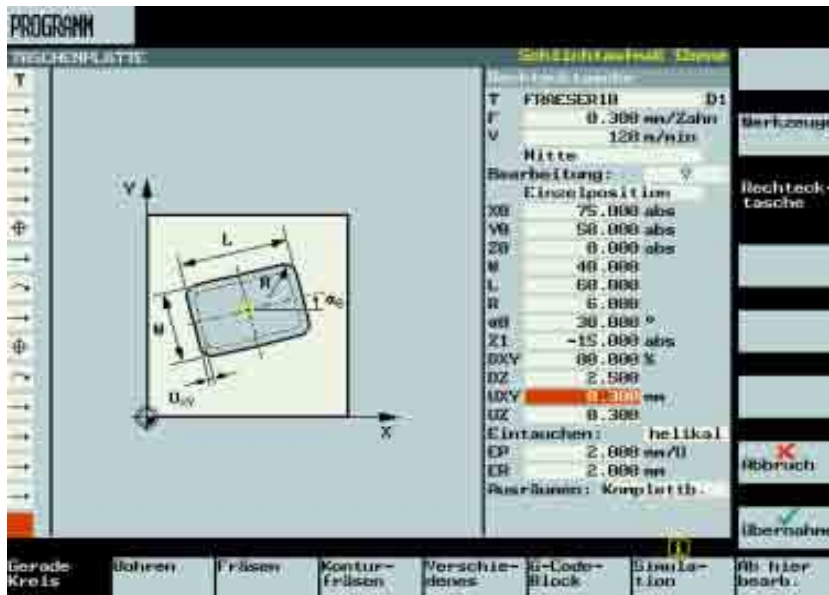 PROGRAMM
TASCHENPLATTE
Schlichtaufmaß Ebene
Rechtecktasche
T FRAESER10 D1
F 0.300 mm/Zahn
V 120 m/min
Mitte
Bearbeitung: ▽
Einzelposition
X0 75.000 abs
Y0 50.000 abs
Z0 0.000 abs
W 40.000
L 60.000
R 6.000
α0 30.000 °
Z1 -15.000 abs
DXY 80.000 %
DZ 2.500
UXY 0.300 mm
UZ 0.300
Eintauchen: helikal
EP 2.000 mm/U
ER 2.000 mm
Ausräumen: Komplettb.
T
Y
L
R
α0
W
UXY
X
Werkzeuge
Rechteck-
tasche
Abbruch
Übernahme
i
Gerade
Kreis
Bohren
Fräsen
Kontur-
fräsen
Verschie-
denes
G-Code-
Block
Simula-
tion
Ab hier
bearb.